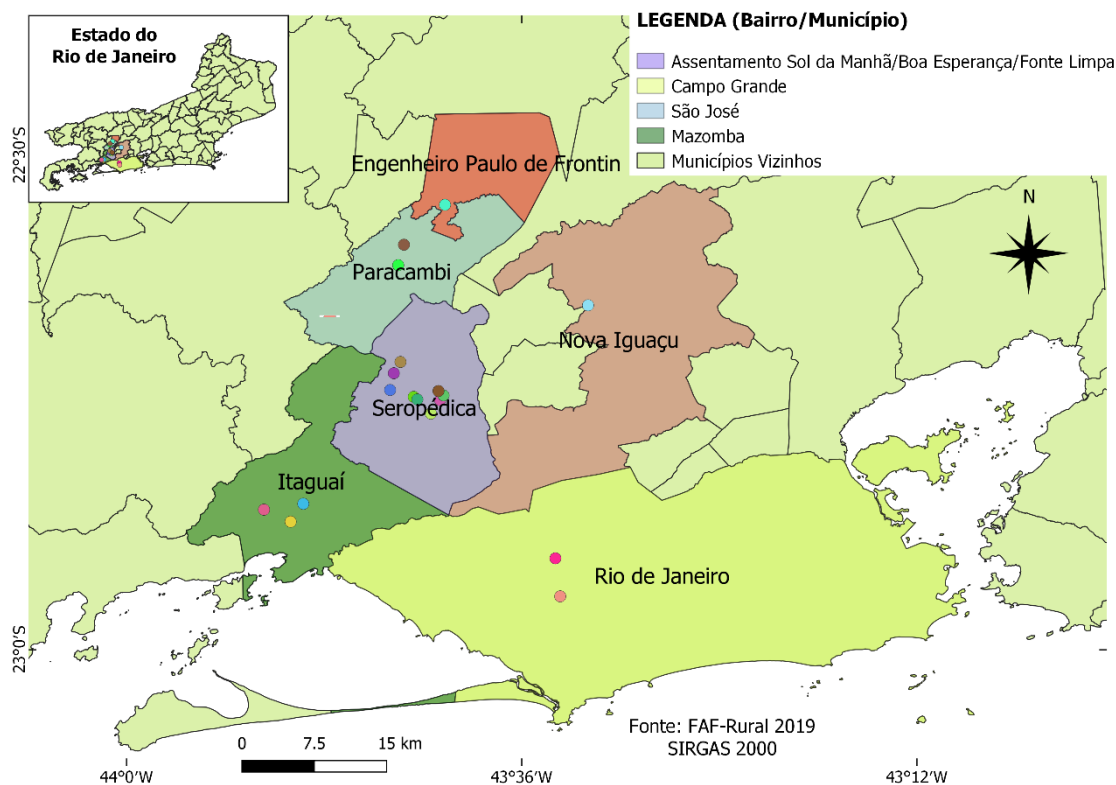 Estado do
Rio de Janeiro
LEGENDA (Bairro/Município)
Assentamento Sol da Manhã/Boa Esperança/Fonte Limpa
Campo Grande
São José
Mazomba
Municípios Vizinhos
22°30'S
Engenheiro Paulo de Frontin
N
Paracambi
Nova Iguaçu
Seropédica
Itaguaí
Rio de Janeiro
23°0'S
Fonte: FAF-Rural 2019
SIRGAS 2000
0 7.5 15 km
44°0'W 43°36'W 43°12'W